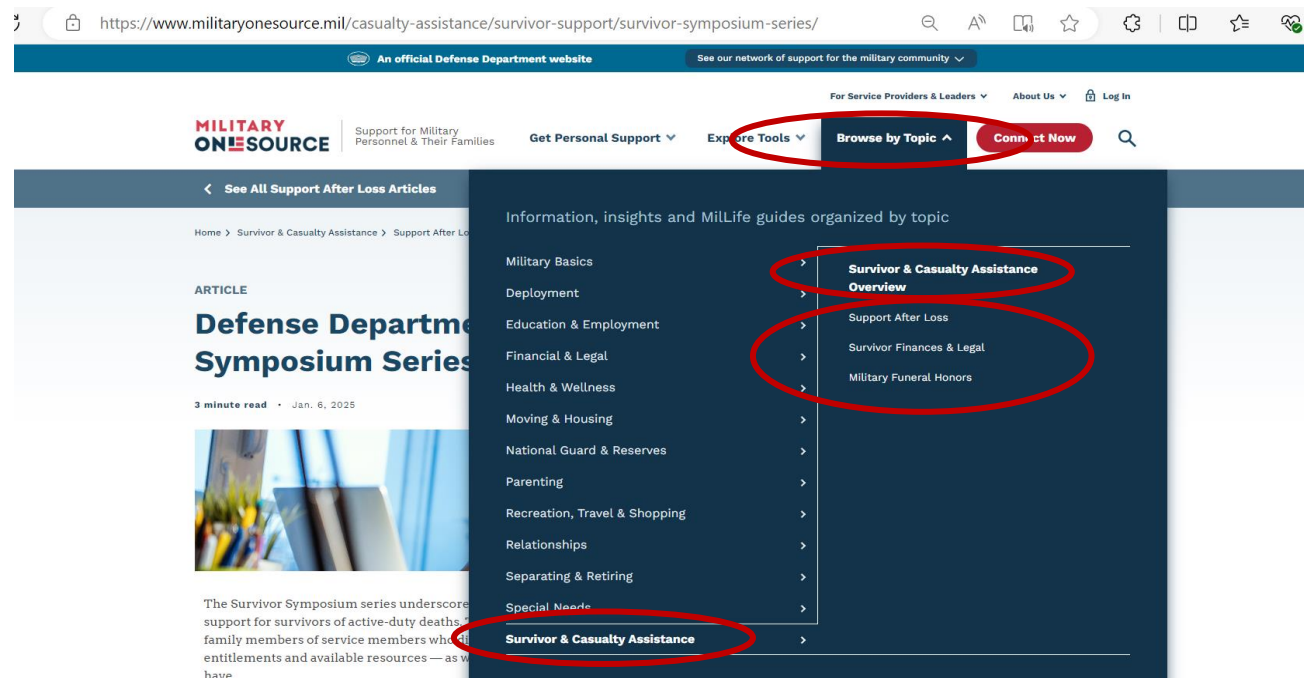 https://www.militaryonesource.mil/casualty-assistance/survivor-support/survivor-symposium-series/
An official Defense Department website
See our network of support for the military community
For Service Providers & Leaders
About Us
Log In
MILITARY
ONESOURCE
Support for Military
Personnel & Their Families
Get Personal Support
Explore Tools
Browse by Topic
Connect Now
See All Support After Loss Articles
Home > Survivor & Casualty Assistance > Support After Lo
ARTICLE
Defense Departme
Symposium Series
3 minute read • Jan. 6, 2025
The Survivor Symposium series underscore
support for survivors of active-duty deaths.
family members of service members who di
entitlements and available resources — as w
have
Information, insights and MilLife guides organized by topic
Military Basics
Deployment
Education & Employment
Financial & Legal
Health & Wellness
Moving & Housing
National Guard & Reserves
Parenting
Recreation, Travel & Shopping
Relationships
Separating & Retiring
Special Needs
Survivor & Casualty Assistance
Survivor & Casualty Assistance
Overview
Support After Loss
Survivor Finances & Legal
Military Funeral Honors